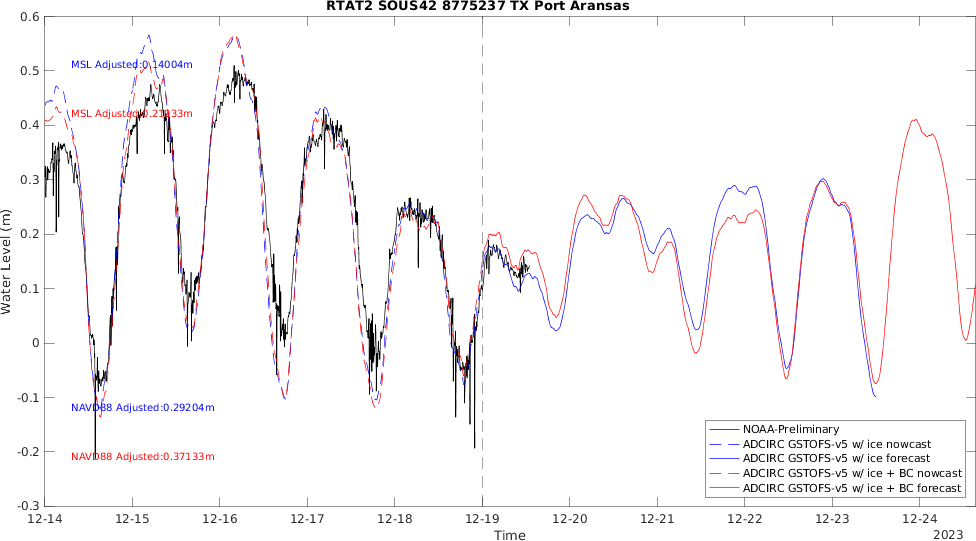 RTAT2 SOUS42 8775237 TX Port Aransas
0.6
0.5
0.4
0.3
0.2
0.1
0
-0.1
-0.2
-0.3
Water Level (m)
MSL Adjusted:0.14004m
MSL Adjusted:0.21933m
NAVD88 Adjusted:0.29204m
NAVD88 Adjusted:0.37133m
NOAA-Preliminary
ADCIRC GSTOFS-v5 w/ ice nowcast
ADCIRC GSTOFS-v5 w/ ice forecast
ADCIRC GSTOFS-v5 w/ ice + BC nowcast
ADCIRC GSTOFS-v5 w/ ice + BC forecast
12-14 12-15 12-16 12-17 12-18 12-19 12-20 12-21 12-22 12-23 12-24
Time
2023